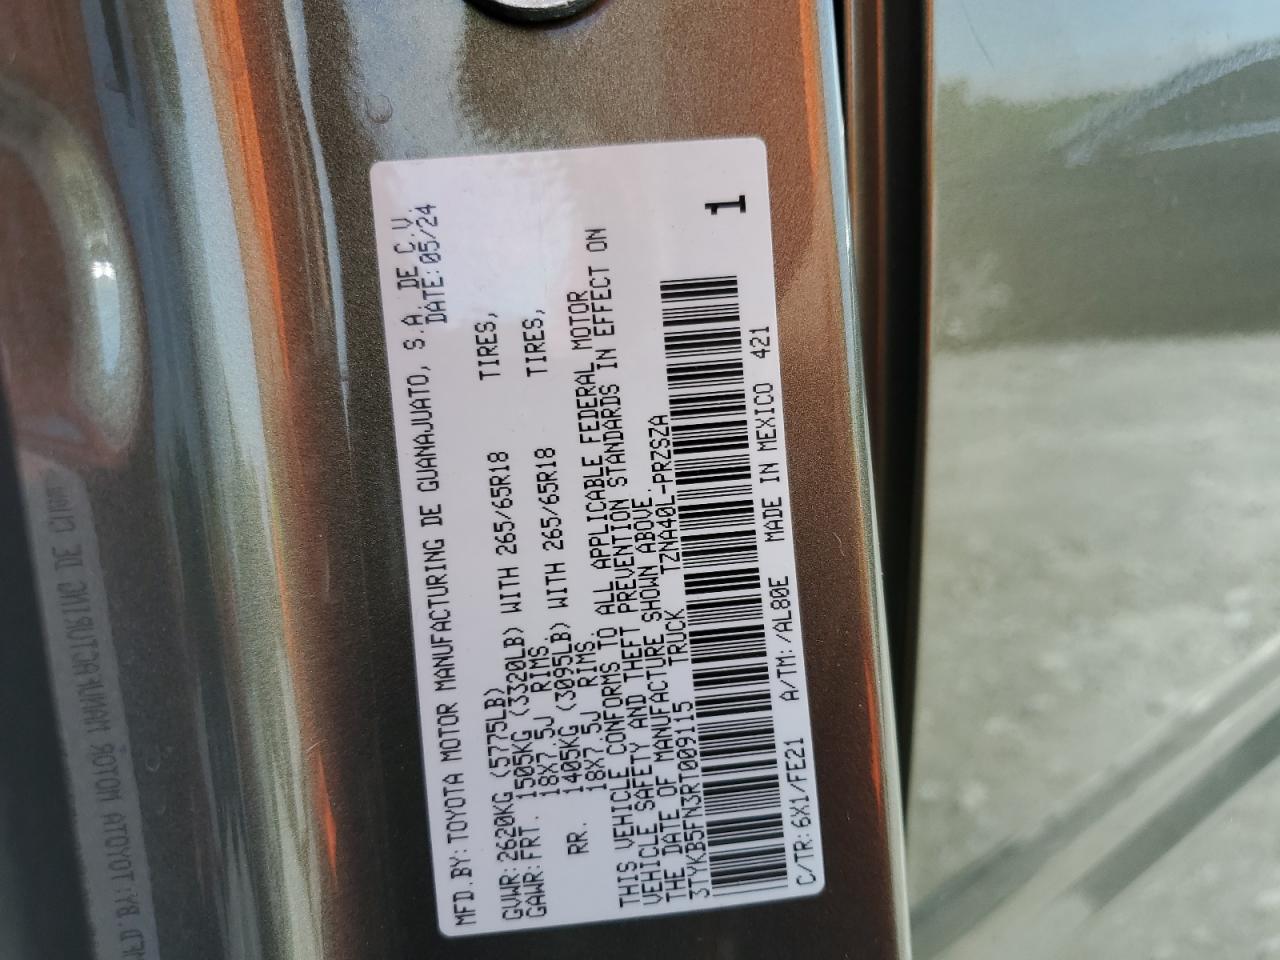 MFD.BY:TOYOTA MOTOR MANUFACTURING DE GUANAJUATO, S.A. DE C.V.
DATE:05/24
GVWR:2620KG (5775LB)
GAWR:FRT. 1505KG (3320LB) WITH 265/65R18 TIRES,
18X7.5J RIMS.
RR. 1405KG (3095LB) WITH 265/65R18 TIRES,
18X7.5J RIMS.
THIS VEHICLE CONFORMS TO ALL APPLICABLE FEDERAL MOTOR
VEHICLE SAFETY AND THEFT PREVENTION STANDARDS IN EFFECT ON
THE DATE OF MANUFACTURE SHOWN ABOVE.
3TYKB5FN3RT009115 TRUCK TZNA40L-PRZSZA
1
C/TR:6X1/FE21 A/TM:/AL80E MADE IN MEXICO 421